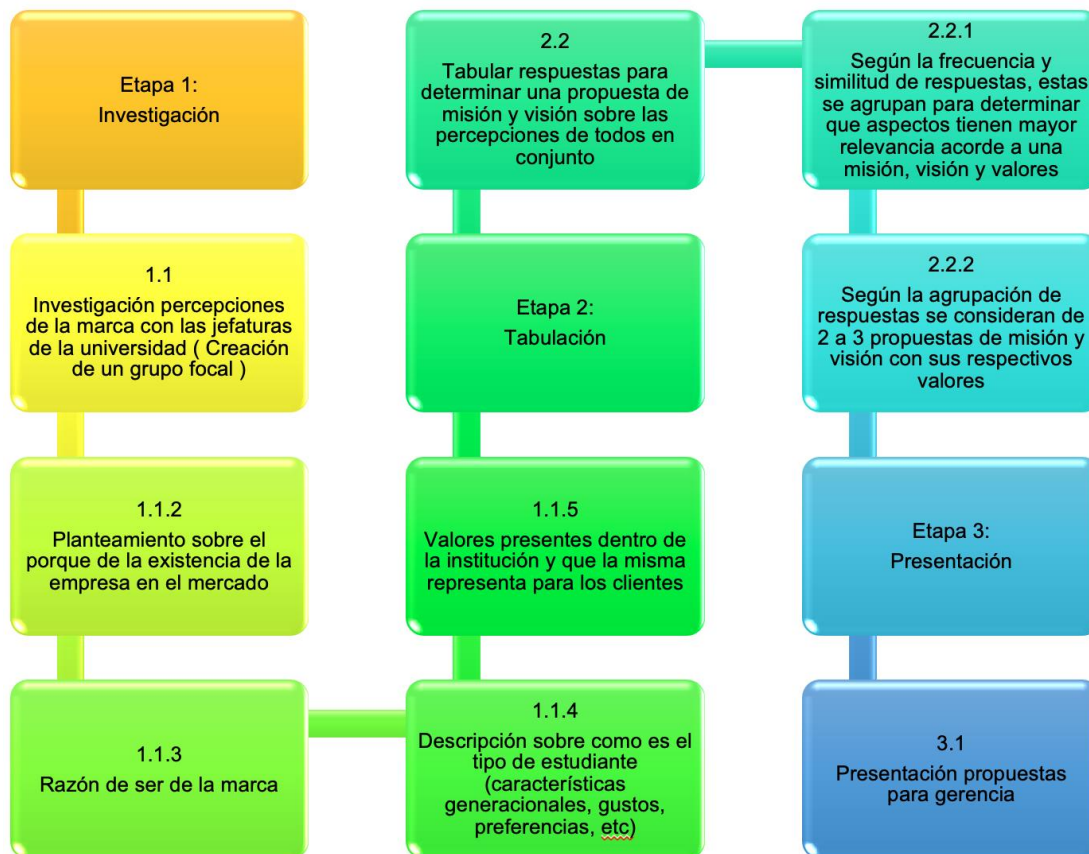 Etapa 1:
Investigación
1.1
Investigación percepciones
de la marca con las jefaturas
de la universidad ( Creación
de un grupo focal )
1.1.2
Planteamiento sobre el
porque de la existencia de la
empresa en el mercado
1.1.3
Razón de ser de la marca
1.1.4
Descripción sobre como es el
tipo de estudiante
(características
generacionales, gustos,
preferencias, etc)
1.1.5
Valores presentes dentro de
la institución y que la misma
representa para los clientes
Etapa 2:
Tabulación
2.2
Tabular respuestas para
determinar una propuesta de
misión y visión sobre las
percepciones de todos en
conjunto
2.2.1
Según la frecuencia y
similitud de respuestas, estas
se agrupan para determinar
que aspectos tienen mayor
relevancia acorde a una
misión, visión y valores
2.2.2
Según la agrupación de
respuestas se consideran de
2 a 3 propuestas de misión y
visión con sus respectivos
valores
Etapa 3:
Presentación
3.1
Presentación propuestas
para gerencia